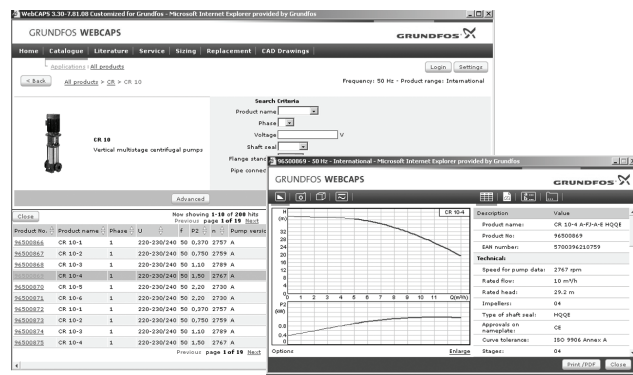 WebCAPS 3.30-7.81.08 Customized for Grundfos - Microsoft Internet Explorer provided by Grundfos
GRUNDFOS WEBCAPS
GRUNDFOS
Home Catalogue Literature Service Sizing Replacement CAD Drawings
Applications All products
Login Settings
< Back All products > CR > CR 10
Frequency: 50 Hz - Product range: International
CR 10
Vertical multistage centrifugal pumps
Search Criteria
Product name
Phase
Voltage V
Shaft seal
Flange stand
Pipe connec
Advanced
Close
Now showing 1-10 of 280 hits
Previous page 1 of 19 Next
Product No. Product name Phase U f P2 n Pump versio
96500866 CR 10-1 1 220-230/240 50 0,370 2757 A
96500867 CR 10-2 1 220-230/240 50 0,750 2759 A
96500868 CR 10-3 1 220-230/240 50 1,10 2789 A
CR 10-4 1 220-230/240 50 1,50 2767 A
96500870 CR 10-5 1 220-230/240 50 2,20 2730 A
96500871 CR 10-6 1 220-230/240 50 2,20 2730 A
96500872 CR 10-1 1 220-230/240 50 0,370 2757 A
96500873 CR 10-2 1 220-230/240 50 0,750 2759 A
96500874 CR 10-3 1 220-230/240 50 1,10 2789 A
96500875 CR 10-4 1 220-230/240 50 1,50 2767 A
Previous page 1 of 19 Next
96500869 - 50 Hz - International - Microsoft Internet Explorer provided by Grundfos
GRUNDFOS WEBCAPS
GRUNDFOS
H
(m)
CR 10-4
32
28
24
20
16
12
8
4
0
0 1 2 3 4 5 6 7 8 9 10 11 Q(m³/h)
P2
(kW)
0.8
0.4
0
Options
Enlarge
Description Value
Product name: CR 10-4 A-FJ-A-E HQQE
Product No: 96500869
EAN number: 5700396210759
Technical:
Speed for pump data: 2767 rpm
Rated flow: 10 m³/h
Rated head: 29.2 m
Impellers: 04
Type of shaft seal: HQQE
Approvals on nameplate: CE
Curve tolerance: ISO 9906 Annex A
Stages: 04
Print/PDF Close